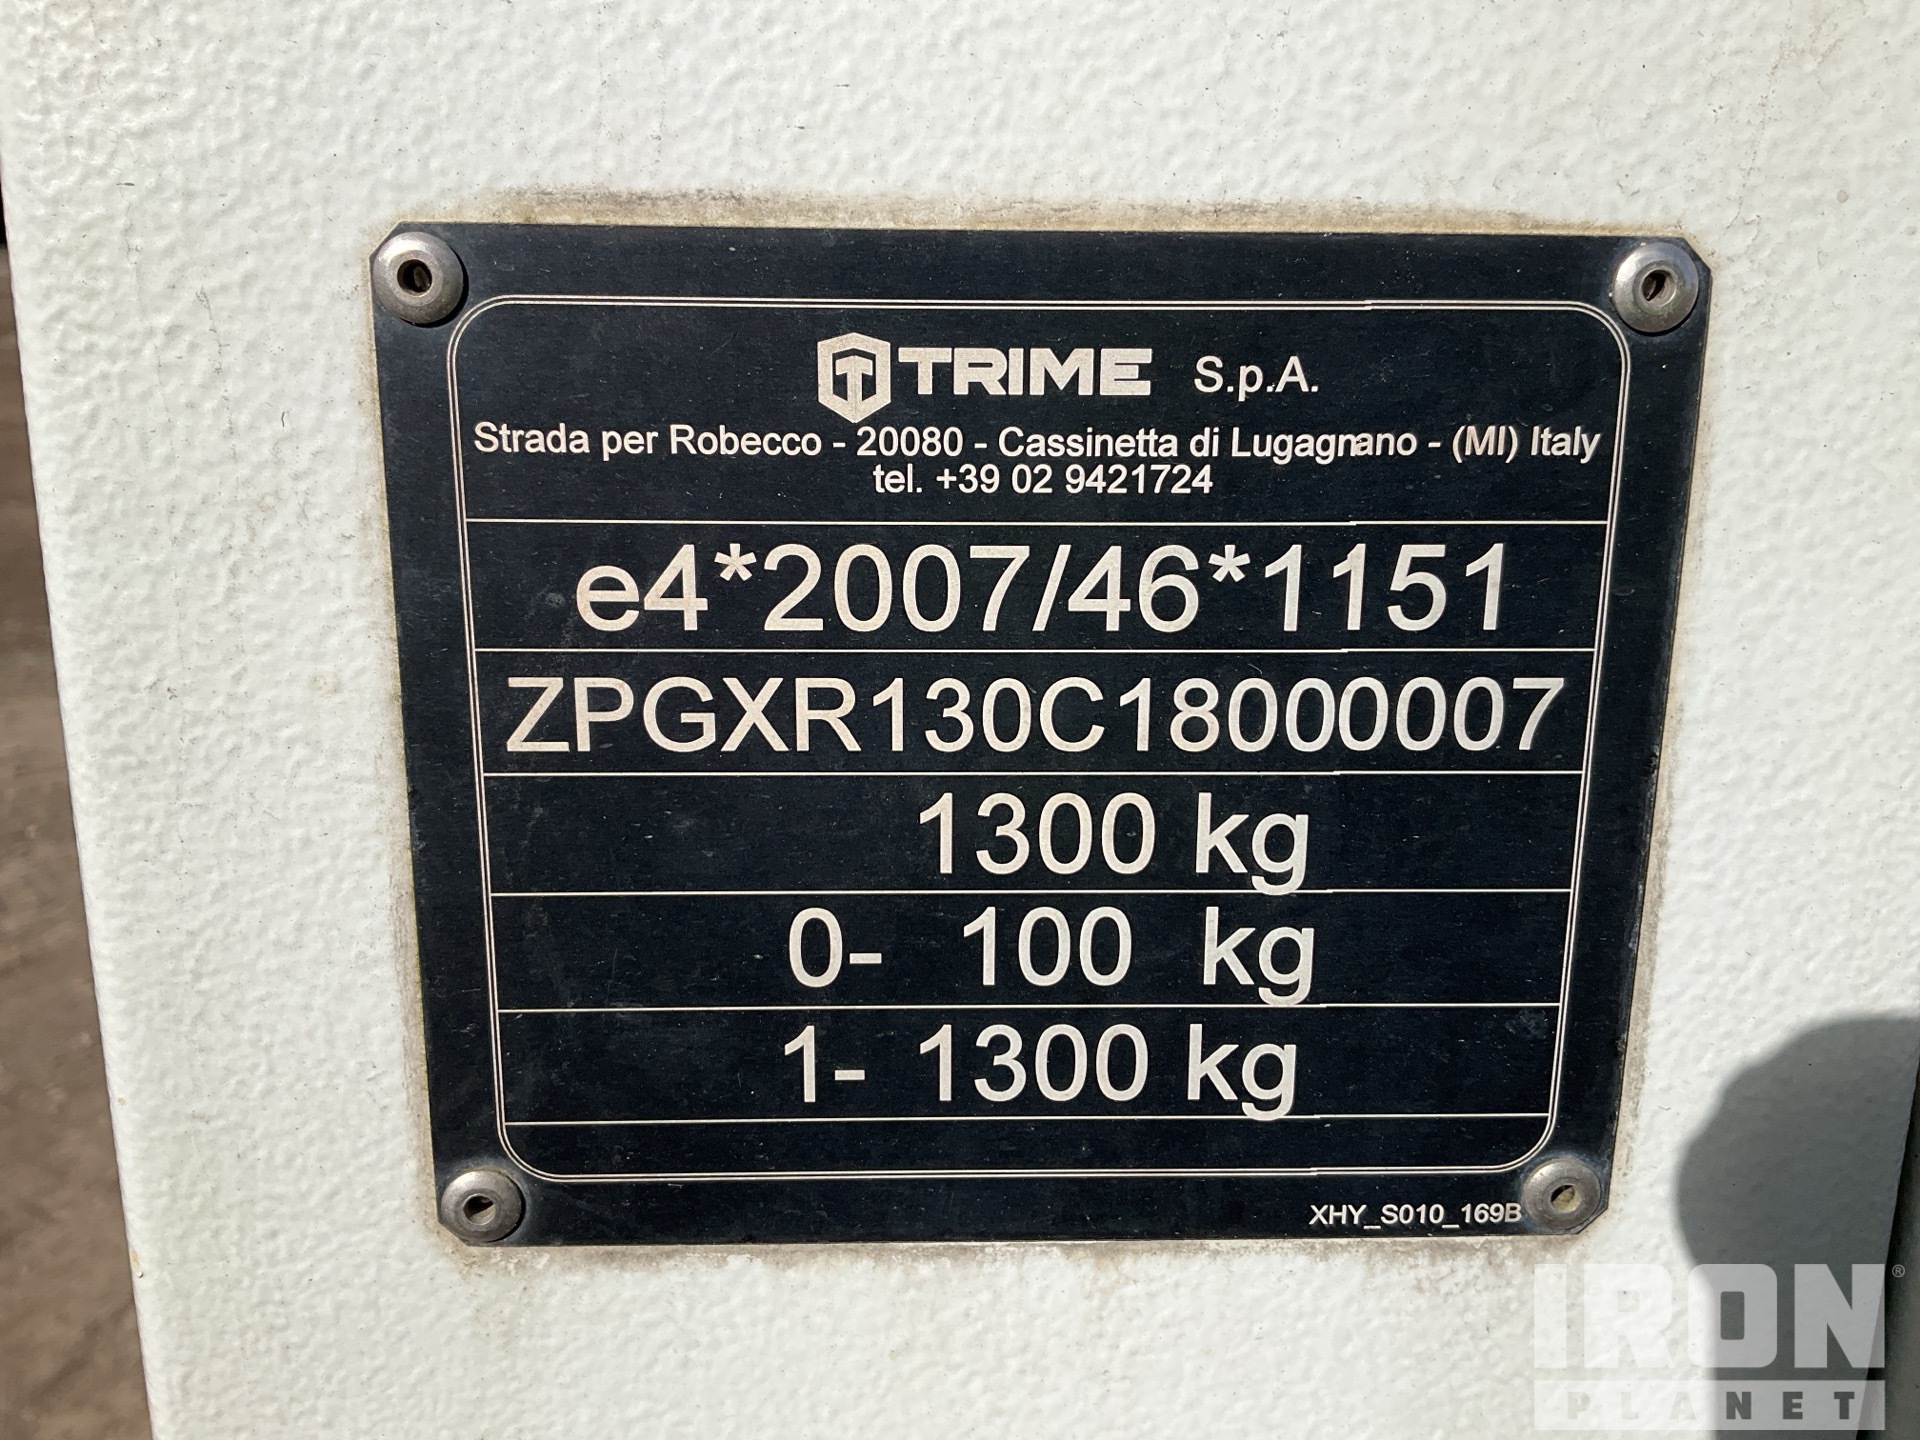 TRIME S.p.A.
Strada per Robecco - 20080 - Cassinetta di Lugagnano - (MI) Italy
tel. +39 02 9421724
e4*2007/46*1151
ZPGXR130C18000007
1300 kg
0- 100 kg
1- 1300 kg
XHY_S010_169B
IRON®
PLANET